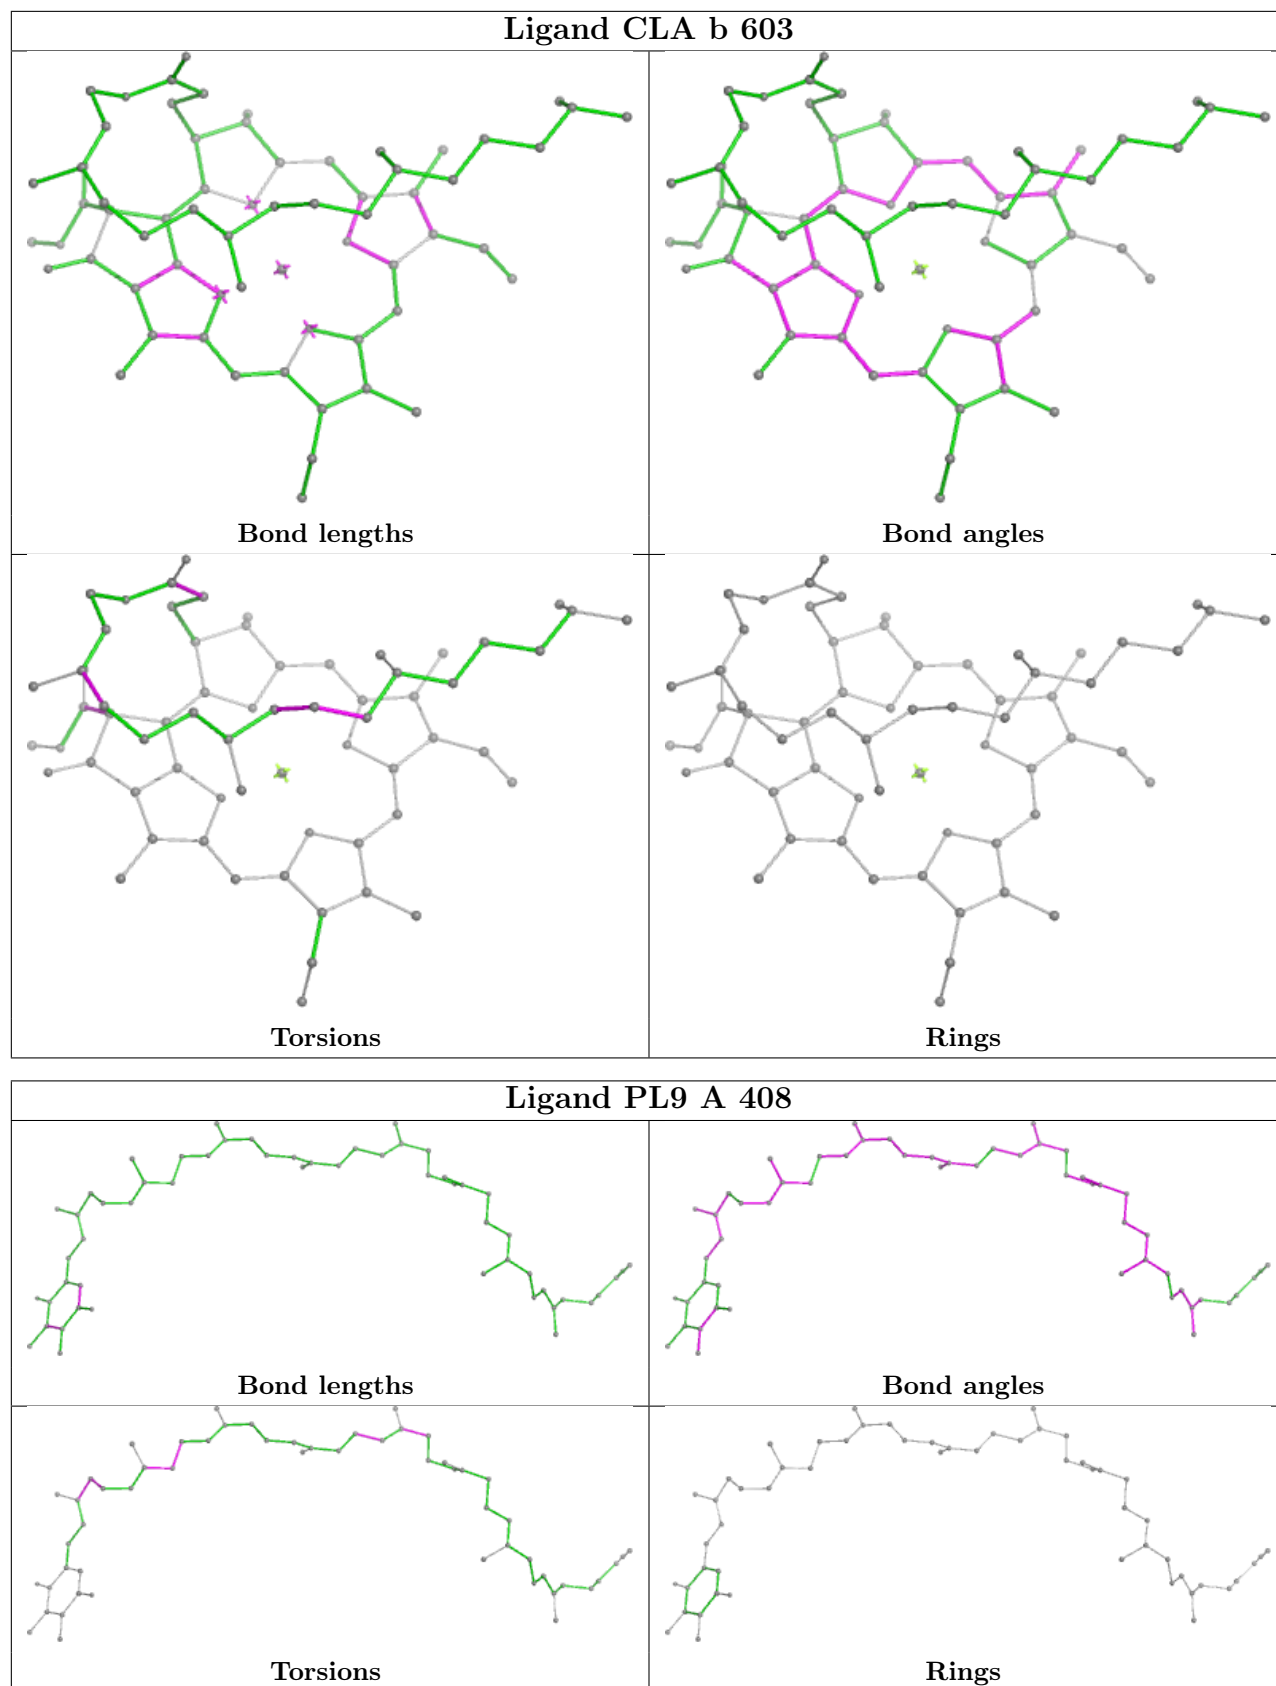 Ligand CLA b 603
Bond lengths
Bond angles
Torsions
Rings
Ligand PL9 A 408
Bond lengths
Bond angles
Torsions
Rings